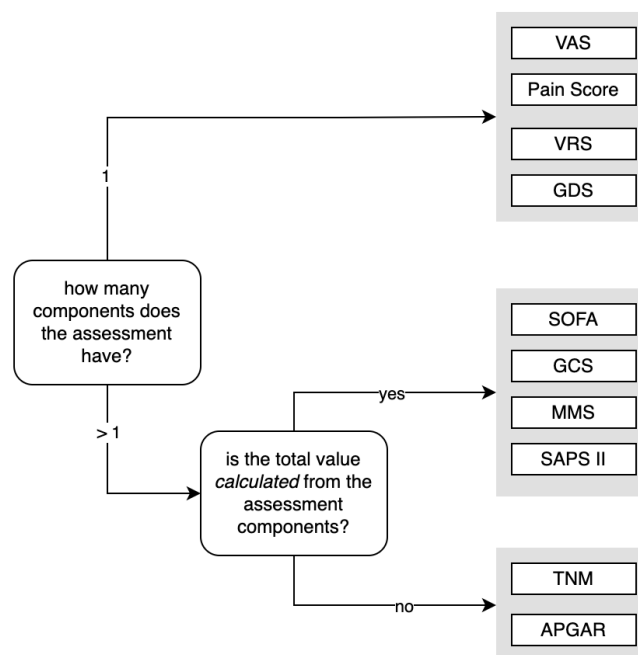 VAS
Pain Score
VRS
GDS
1
how many
components does
the assessment
have?
> 1
SOFA
GCS
MMS
SAPS II
yes
is the total value
calculated from the
assessment
components?
no
TNM
APGAR